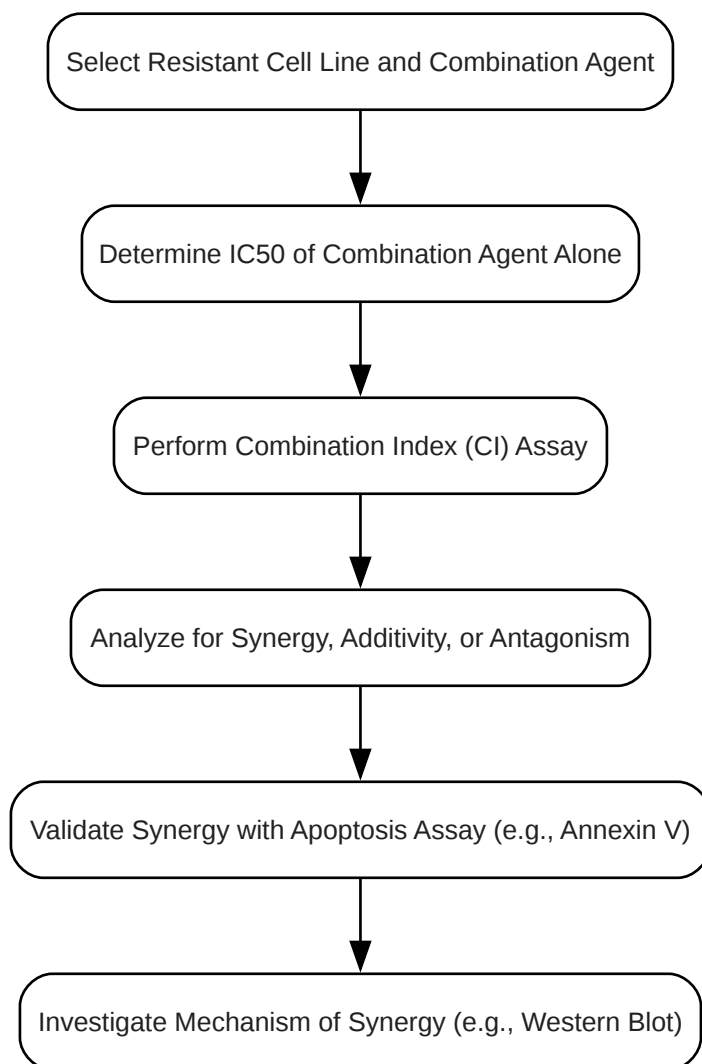 Select Resistant Cell Line and Combination Agent
Determine IC50 of Combination Agent Alone
Perform Combination Index (CI) Assay
Analyze for Synergy, Additivity, or Antagonism
Validate Synergy with Apoptosis Assay (e.g., Annexin V)
Investigate Mechanism of Synergy (e.g., Western Blot)